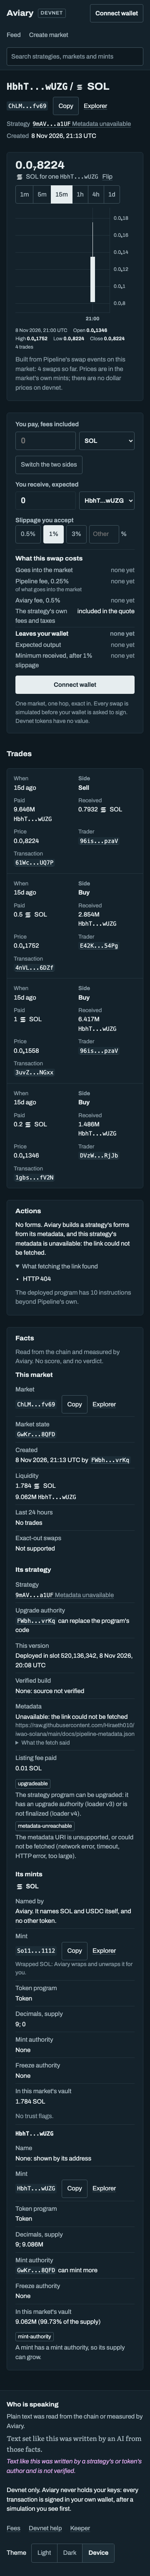 Aviary DEVNET Connect wallet
Feed Create market
Search strategies, markets and mints
HbhT...wUZG / SOL
ChLM...fv69 Copy Explorer
Strategy 9mAV...a1UF Metadata unavailable
Created 8 Nov 2026, 21:13 UTC
0.0₆8224
SOL for one HbhT...wUZG Flip
1m 5m 15m 1h 4h 1d
0.0₆18
0.0₆16
0.0₆14
0.0₆12
0.0₆1
0.0₆8
21:00
8 Nov 2026, 21:00 UTC Open 0.0₆1346
High 0.0₆1752 Low 0.0₆8224 Close 0.0₆8224
4 trades
Built from Pipeline's swap events on this
market: 4 swaps so far. Prices are in the
market's own mints; there are no dollar
prices on devnet.
You pay, fees included
0 SOL
Switch the two sides
You receive, expected
0 HbhT...wUZG
Slippage you accept
0.5% 1% 3% Other %
What this swap costs
Goes into the market none yet
Pipeline fee, 0.25% none yet
of what goes into the market
Aviary fee, 0.5% none yet
The strategy's own included in the quote
fees and taxes
Leaves your wallet none yet
Expected output none yet
Minimum received, after 1% none yet
slippage
Connect wallet
One market, one hop, exact in. Every swap is
simulated before your wallet is asked to sign.
Devnet tokens have no value.
Trades
When Side
15d ago Sell
Paid Received
9.646M 0.7932 SOL
HbhT...wUZG
Price Trader
0.0₆8224 96is...pzaV
Transaction
61Wc...UQ7P
When Side
15d ago Buy
Paid Received
0.5 SOL 2.854M
HbhT...wUZG
Price Trader
0.0₆1752 E42K...54Pg
Transaction
4nVL...6DZf
When Side
15d ago Buy
Paid Received
1 SOL 6.417M
HbhT...wUZG
Price Trader
0.0₆1558 96is...pzaV
Transaction
3uvZ...NGxx
When Side
15d ago Buy
Paid Received
0.2 SOL 1.486M
HbhT...wUZG
Price Trader
0.0₆1346 DVzW...RjJb
Transaction
1gbs...fV2N
Actions
No forms. Aviary builds a strategy's forms
from its metadata, and this strategy's
metadata is unavailable: the link could not
be fetched.
▼ What fetching the link found
• HTTP 404
The deployed program has 10 instructions
beyond Pipeline's own.
Facts
Read from the chain and measured by
Aviary. No score, and no verdict.
This market
Market
ChLM...fv69 Copy Explorer
Market state
GwKr...8QFD
Created
8 Nov 2026, 21:13 UTC by FWbh...vrKq
Liquidity
1.784 SOL
9.062M HbhT...wUZG
Last 24 hours
No trades
Exact-out swaps
Not supported
Its strategy
Strategy
9mAV...a1UF Metadata unavailable
Upgrade authority
FWbh...vrKq can replace the program's
code
This version
Deployed in slot 520,136,342, 8 Nov 2026,
20:08 UTC
Verified build
None: source not verified
Metadata
Unavailable: the link could not be fetched
https://raw.githubusercontent.com/Hiraeth010/
iwao-solana/main/docs/pipeline-metadata.json
▶ What the fetch said
Listing fee paid
0.01 SOL
upgradeable
The strategy program can be upgraded: it
has an upgrade authority (loader v3) or is
not finalized (loader v4).
metadata-unreachable
The metadata URI is unsupported, or could
not be fetched (network error, timeout,
HTTP error, too large).
Its mints
SOL
Named by
Aviary. It names SOL and USDC itself, and
no other token.
Mint
So11...1112 Copy Explorer
Wrapped SOL: Aviary wraps and unwraps it for
you.
Token program
Token
Decimals, supply
9; 0
Mint authority
None
Freeze authority
None
In this market's vault
1.784 SOL
No trust flags.
HbhT...wUZG
Name
None: shown by its address
Mint
HbhT...wUZG Copy Explorer
Token program
Token
Decimals, supply
9; 9.086M
Mint authority
GwKr...8QFD can mint more
Freeze authority
None
In this market's vault
9.062M (99.73% of the supply)
mint-authority
A mint has a mint authority, so its supply
can grow.
Who is speaking
Plain text was read from the chain or measured by
Aviary.
Text set like this was written by an AI from
those facts.
Text like this was written by a strategy's or token's
author and is not verified.
Devnet only. Aviary never holds your keys: every
transaction is signed in your own wallet, after a
simulation you see first.
Fees Devnet help Keeper
Theme Light Dark Device